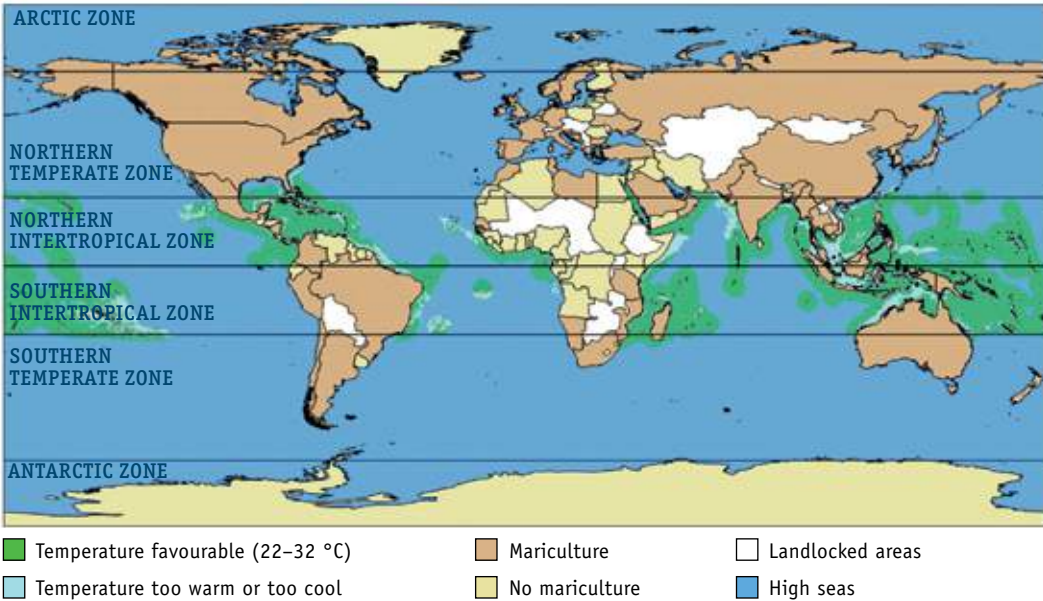 ARCTIC ZONE
NORTHERN
TEMPERATE ZONE
NORTHERN
INTERTROPICAL ZONE
SOUTHERN
INTERTROPICAL ZONE
SOUTHERN
TEMPERATE ZONE
ANTARCTIC ZONE
Temperature favourable (22–32 °C)
Mariculture
Landlocked areas
Temperature too warm or too cool
No mariculture
High seas